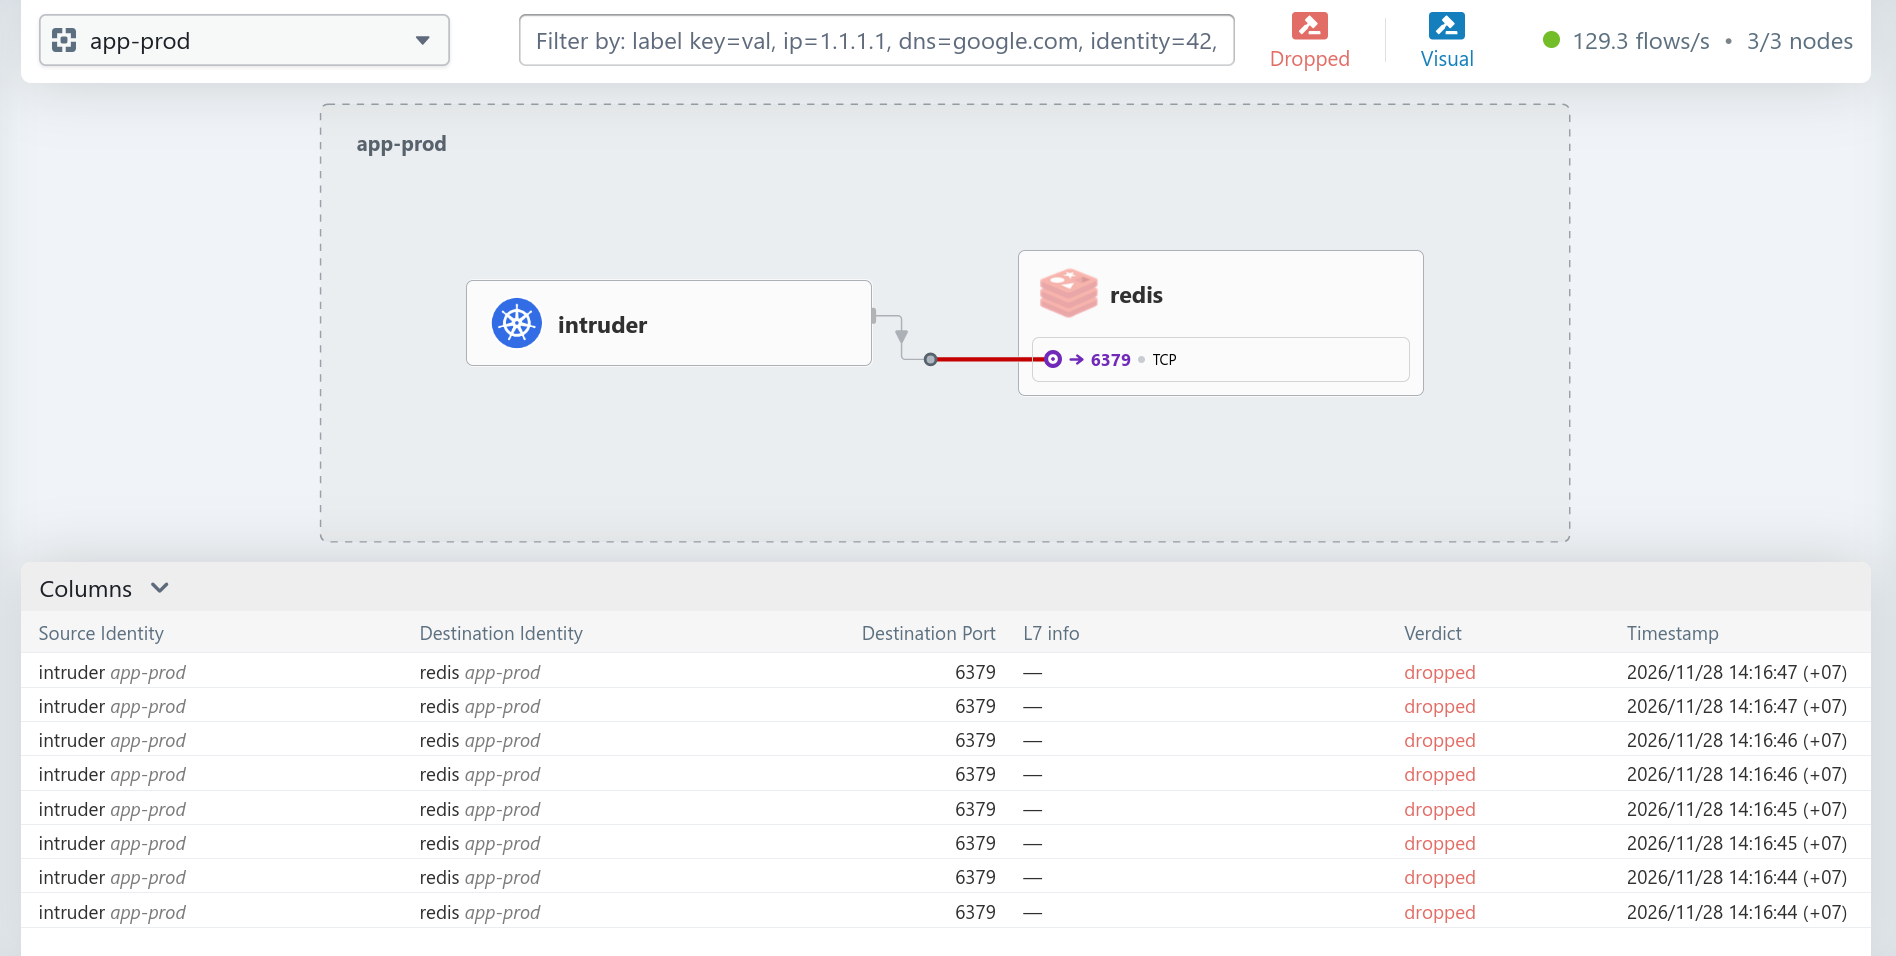 app-prod
Filter by: label key=val, ip=1.1.1.1, dns=google.com, identity=42,
Dropped
Visual
129.3 flows/s • 3/3 nodes
app-prod
intruder
redis
→ 6379 • TCP
Columns
Source Identity Destination Identity Destination Port L7 info Verdict Timestamp
intruder app-prod redis app-prod 6379 — dropped 2026/11/28 14:16:47 (+07)
intruder app-prod redis app-prod 6379 — dropped 2026/11/28 14:16:47 (+07)
intruder app-prod redis app-prod 6379 — dropped 2026/11/28 14:16:46 (+07)
intruder app-prod redis app-prod 6379 — dropped 2026/11/28 14:16:46 (+07)
intruder app-prod redis app-prod 6379 — dropped 2026/11/28 14:16:45 (+07)
intruder app-prod redis app-prod 6379 — dropped 2026/11/28 14:16:45 (+07)
intruder app-prod redis app-prod 6379 — dropped 2026/11/28 14:16:44 (+07)
intruder app-prod redis app-prod 6379 — dropped 2026/11/28 14:16:44 (+07)